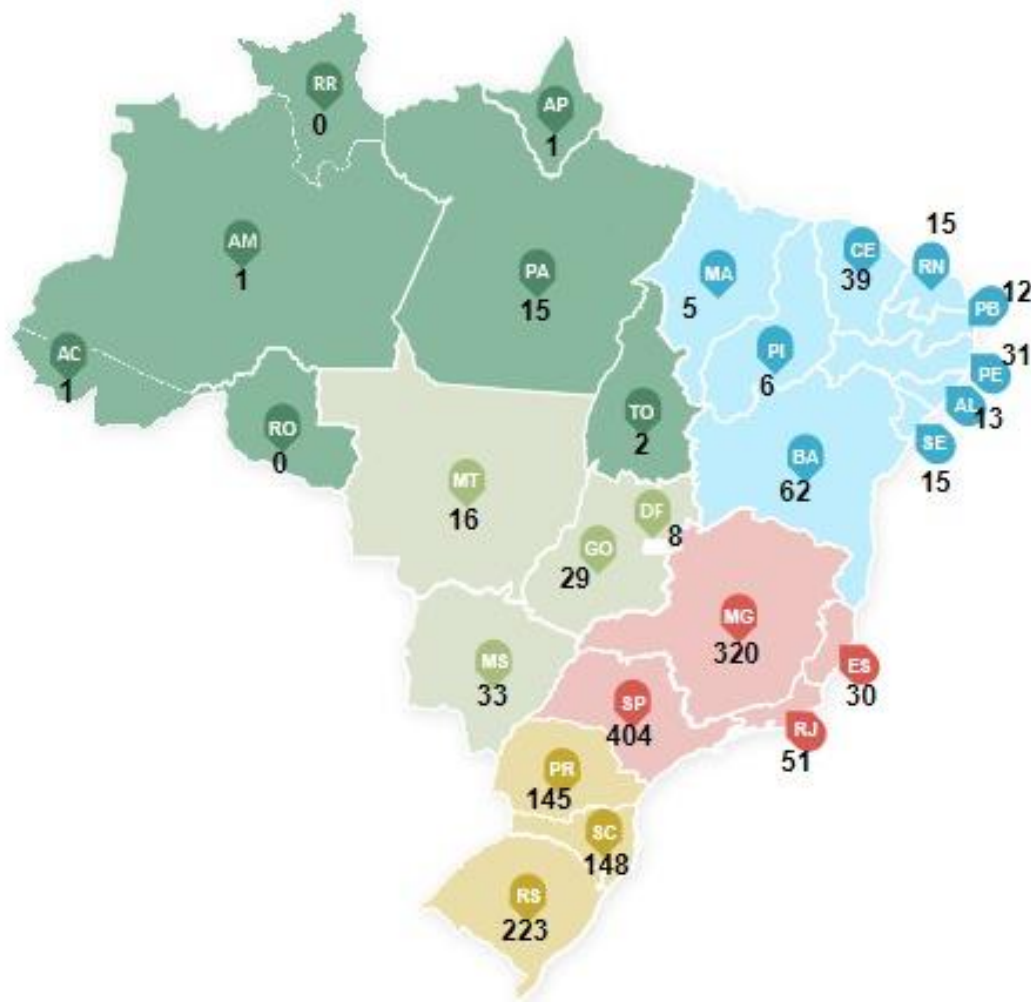 RR
0
AP
1
AM
1
PA
15
MA
5
CE
39
15
RN
12
PB
PI
6
31
PE
AL
13
SE
15
AC
1
RO
0
TO
2
BA
62
MT
16
DF
8
GO
29
MG
320
ES
30
MS
33
SP
404
RJ
51
PR
145
SC
148
RS
223